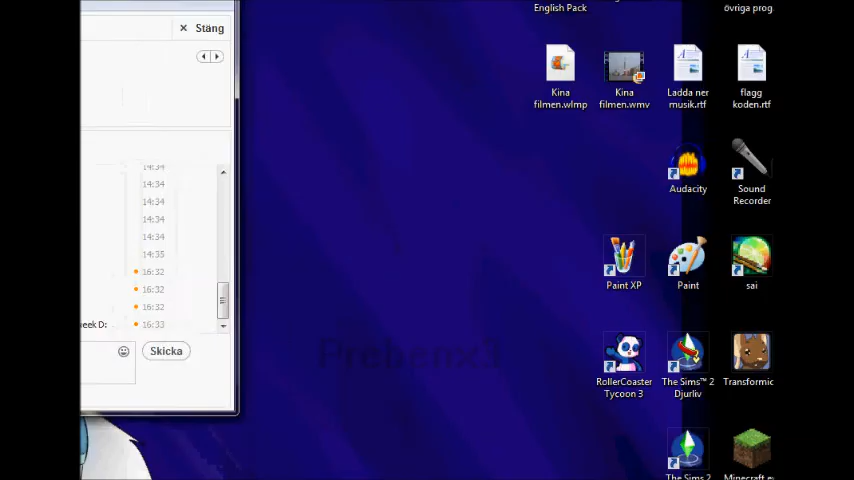 English Pack
övriga prog.
Stäng
Kina
filmen.wlmp
Kina
filmen.wmv
Ladda ner
musik.rtf
flagg
koden.rtf
14:34
14:34
14:34
14:34
14:34
14:35
16:32
16:32
16:32
16:33
eek D:
Skicka
Audacity
Sound
Recorder
Paint XP
Paint
sai
RollerCoaster
Tycoon 3
The Sims™ 2
Djurliv
Transformic
The Sims 2
Minecraft.e